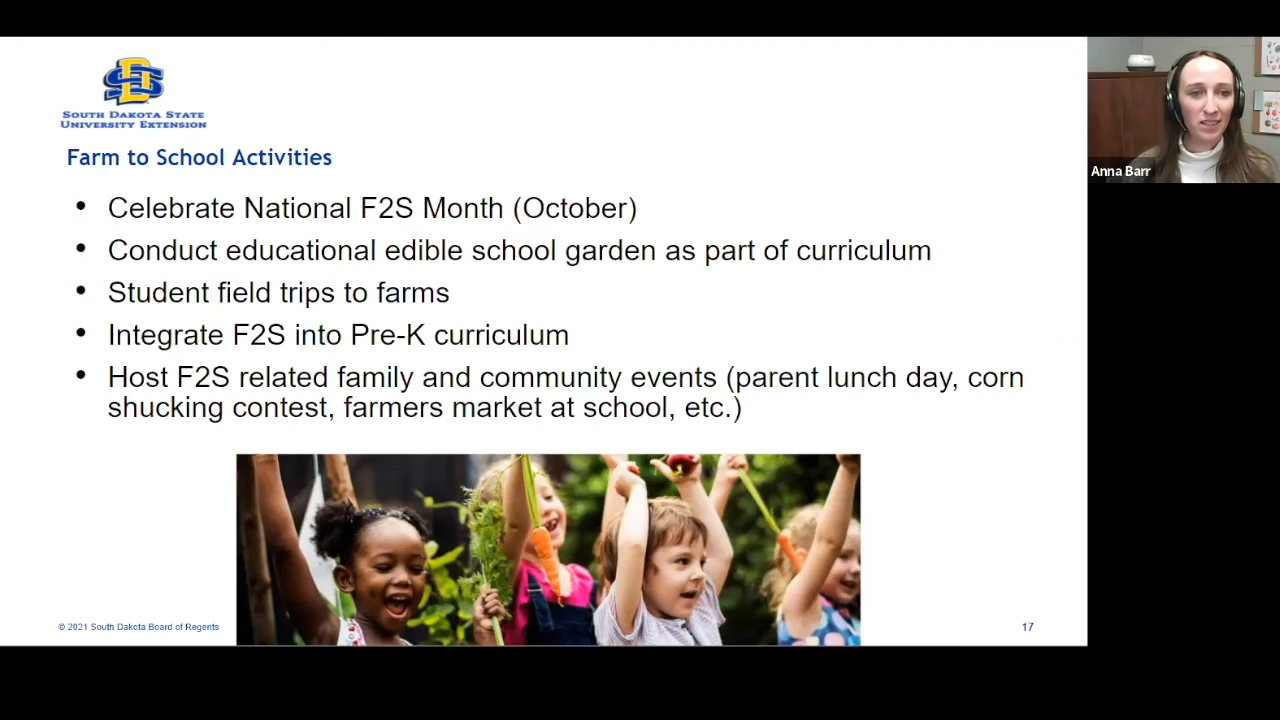 SOUTH DAKOTA STATE
UNIVERSITY EXTENSION
Farm to School Activities
• Celebrate National F2S Month (October)
• Conduct educational edible school garden as part of curriculum
• Student field trips to farms
• Integrate F2S into Pre-K curriculum
• Host F2S related family and community events (parent lunch day, corn
shucking contest, farmers market at school, etc.)
© 2021 South Dakota Board of Regents
17
Anna Barr